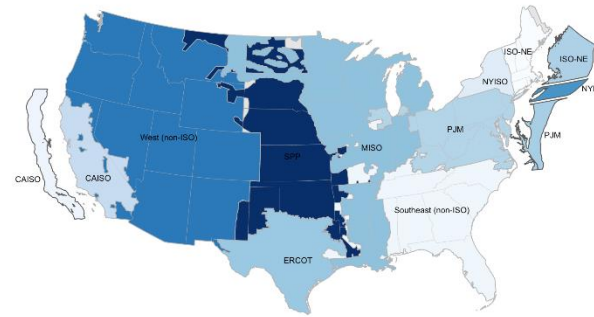 ISO-NE
ISO-NE
NYISO
NYI
PJM
PJM
West (non-ISO)
MISO
SPP
CAISO
CAISO
Southeast (non-ISO)
ERCOT